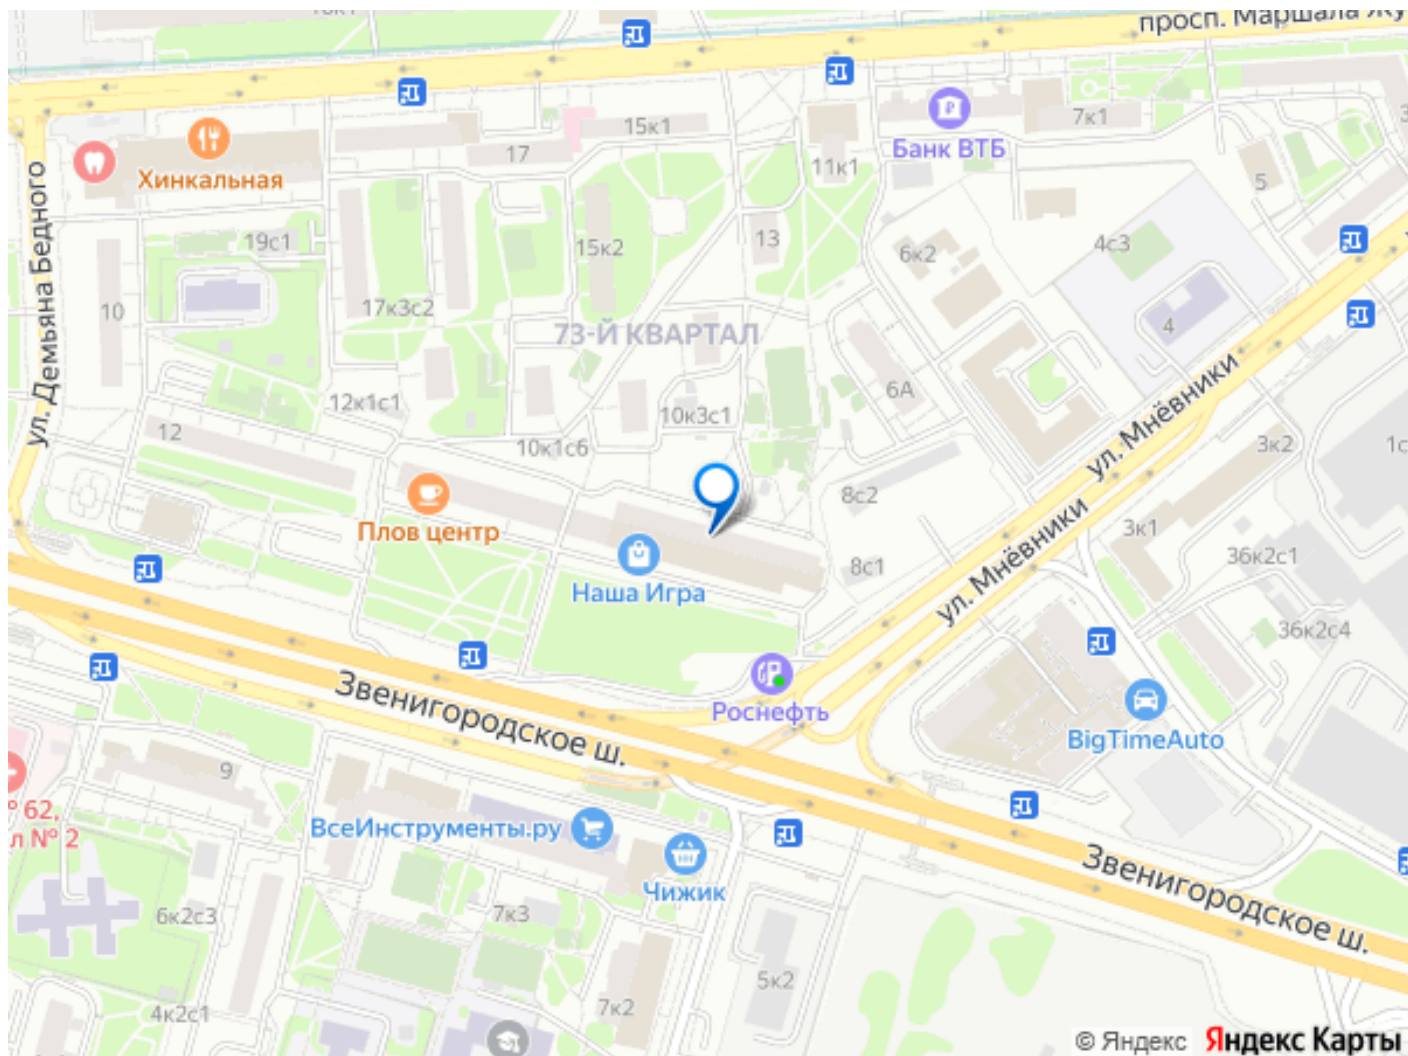 просп. Маршала Жу
15к1
7к1
17
Банк ВТБ
11к1
Хинкальная
5
ул. Демьяна Бедного
19с1
15к2
13
6к2
4с3
17к3с2
10
73-Й КВАРТАЛ
4
6А
12к1с1
10к3с1
ул. Мнёвники
12
10к1с6
3к2
1с
8с2
Плов центр
ул. Мнёвники
3к1
36к2с1
8с1
Наша Игра
36к2с4
Звенигородское ш.
Роснефть
BigTimeAuto
9
№ 62,
л № 2
ВсеИнструменты.ру
Чижик
Звенигородское ш.
6к2с3
7к3
5к2
4к2с1
7к2
© Яндекс Яндекс Карты